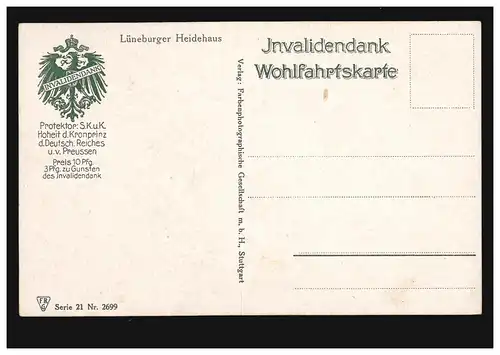 Lüneburger Heidehaus
INVALIDENDANK
Protektor: S.K.u.K.
Hoheit d. Kronprinz
d. Deutsch. Reiches
u. v. Preussen
Preis 10 Pfg.
3 Pfg. zu Gunsten
des Invalidendank
Verlag: Farbenphotographische Gesellschaft m. b. H., Stuttgart
Invalidendank
Wohlfahrtskarte
Serie 21 Nr. 2699